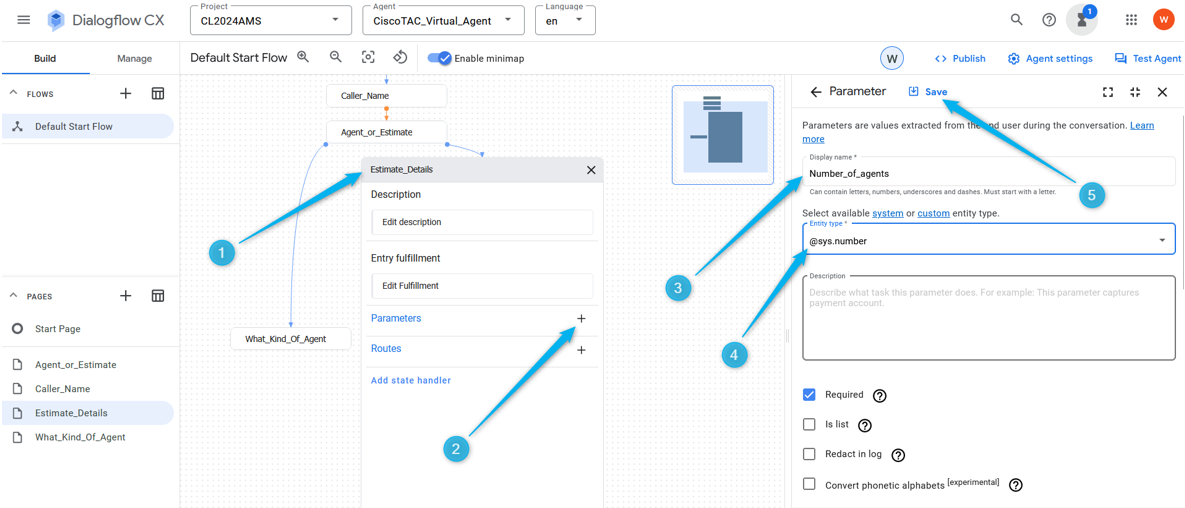 Dialogflow CX
Project
CL2024AMS
Agent
CiscoTAC_Virtual_Agent
Language
en
1
W
Build
Manage
Default Start Flow
Enable minimap
W
Publish
Agent settings
Test Agent
FLOWS
Default Start Flow
PAGES
Start Page
Agent_or_Estimate
Caller_Name
Estimate_Details
What_Kind_Of_Agent
Caller_Name
Agent_or_Estimate
What_Kind_Of_Agent
Estimate_Details
Description
Edit description
Entry fulfillment
Edit Fulfillment
Parameters
Routes
Add state handler
1
2
3
4
5
Parameter
Save
Parameters are values extracted from the end user during the conversation. Learn
more
Display name *
Number_of_agents
Can contain letters, numbers, underscores and dashes. Must start with a letter.
Select available system or custom entity type.
Entity type *
@sys.number
Description
Describe what task this parameter does. For example: This parameter captures
payment account.
Required
Is list
Redact in log
Convert phonetic alphabets [experimental]